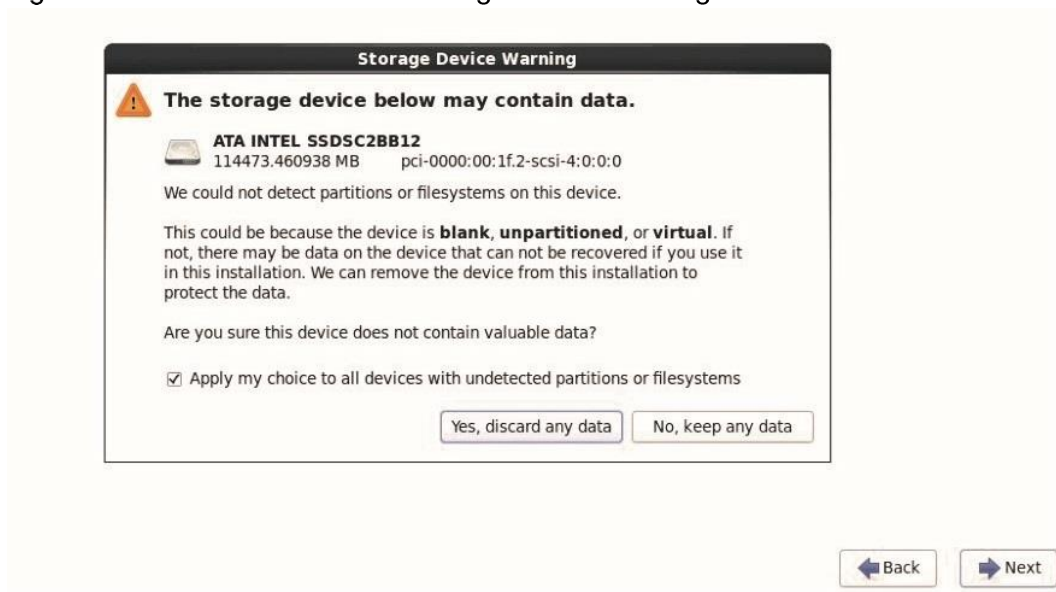 Storage Device Warning
The storage device below may contain data.
ATA INTEL SSDSC2BB12
114473.460938 MB pci-0000:00:1f.2-scsi-4:0:0:0
We could not detect partitions or filesystems on this device.
This could be because the device is blank, unpartitioned, or virtual. If
not, there may be data on the device that can not be recovered if you use it
in this installation. We can remove the device from this installation to
protect the data.
Are you sure this device does not contain valuable data?
Apply my choice to all devices with undetected partitions or filesystems
Yes, discard any data No, keep any data
Back Next